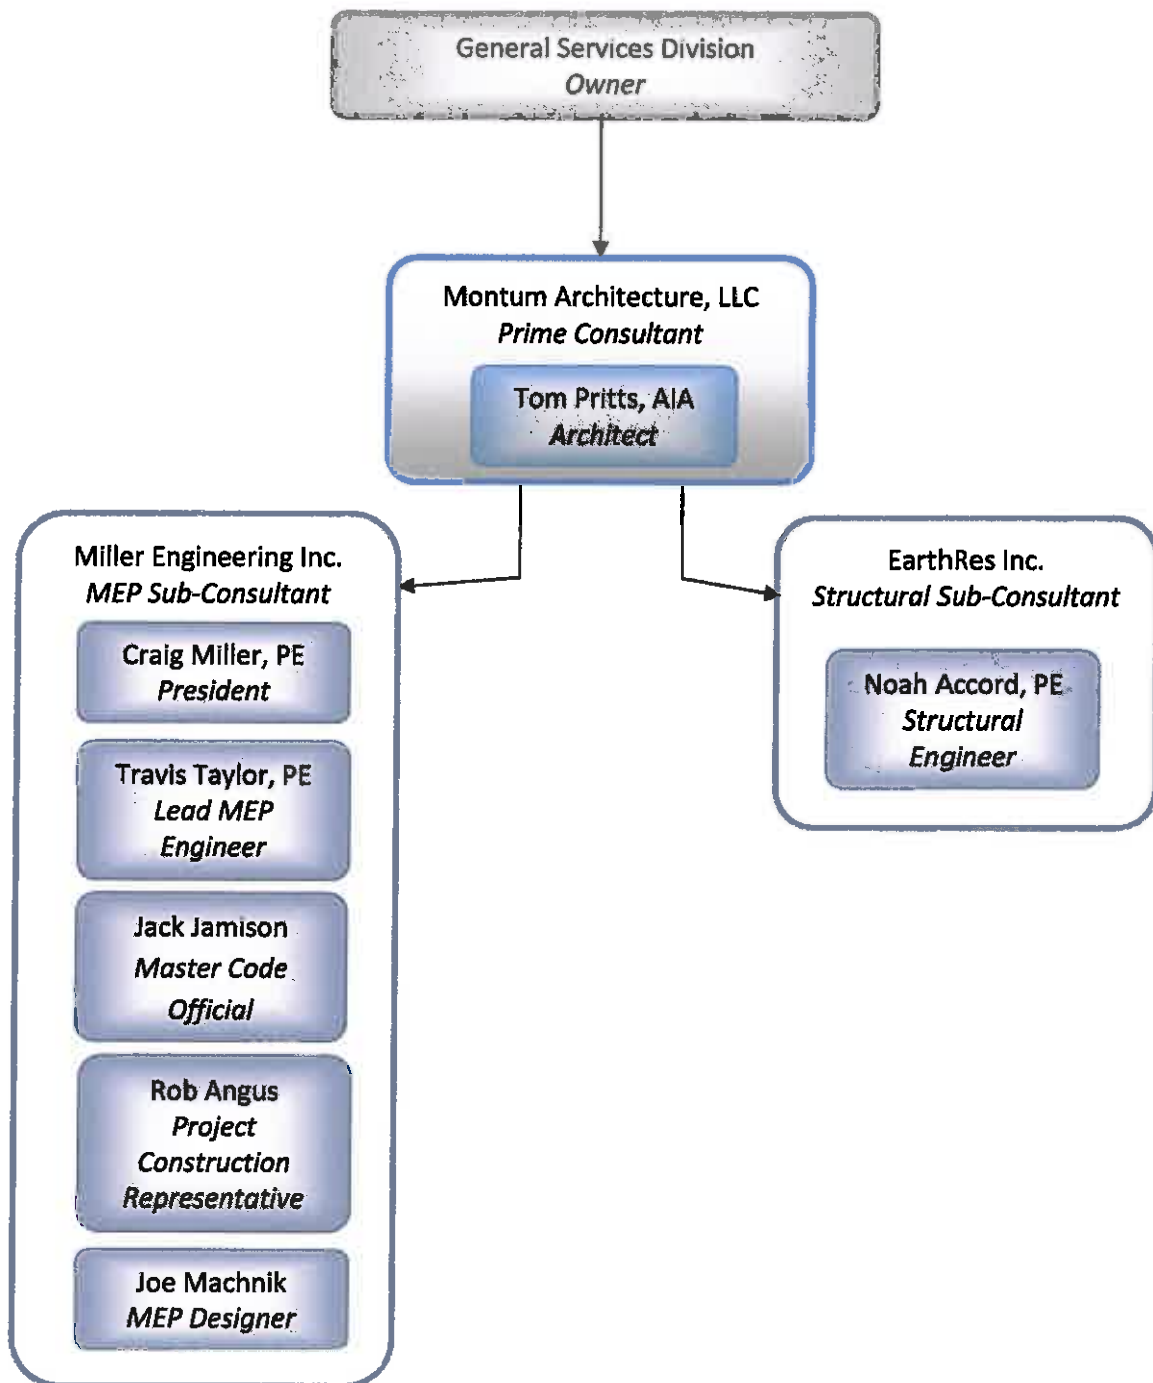 General Services Division
Owner
Montum Architecture, LLC
Prime Consultant
Tom Pritts, AIA
Architect
Miller Engineering Inc.
MEP Sub-Consultant
Craig Miller, PE
President
Travis Taylor, PE
Lead MEP
Engineer
Jack Jamison
Master Code
Official
Rob Angus
Project
Construction
Representative
Joe Machnik
MEP Designer
EarthRes Inc.
Structural Sub-Consultant
Noah Accord, PE
Structural
Engineer